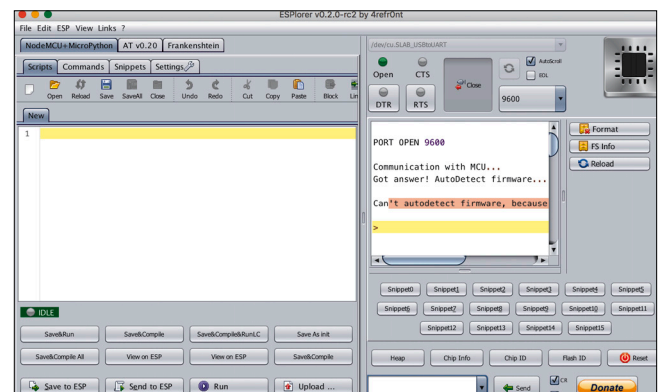 ESPlorer v0.2.0-rc2 by 4refr0nt
File Edit ESP View Links ?
NodeMCU+MicroPython AT v0.20 Frankenshtein
Scripts Commands Snippets Settings
Open Reload Save SaveAll Close Undo Redo Cut Copy Paste Block Lin
New
1
IDLE
Save&Run Save&Compile Save&Compile&RunLC Save As init
Save&Compile All View on ESP View on ESP Save&Compile
Save to ESP Send to ESP Run Upload ...
/dev/cu.SLAB_USBtoUART
Open CTS Close AutoScroll
EOL
DTR RTS 9600
PORT OPEN 9600
Communication with MCU...
Got answer! AutoDetect firmware...
Can't autodetect firmware, because
>
Format
FS Info
Reload
Snippet0 Snippet1 Snippet2 Snippet3 Snippet4 Snippet5
Snippet6 Snippet7 Snippet8 Snippet9 Snippet10 Snippet11
Snippet12 Snippet13 Snippet14 Snippet15
Heap Chip Info Chip ID Flash ID Reset
Send CR Donate